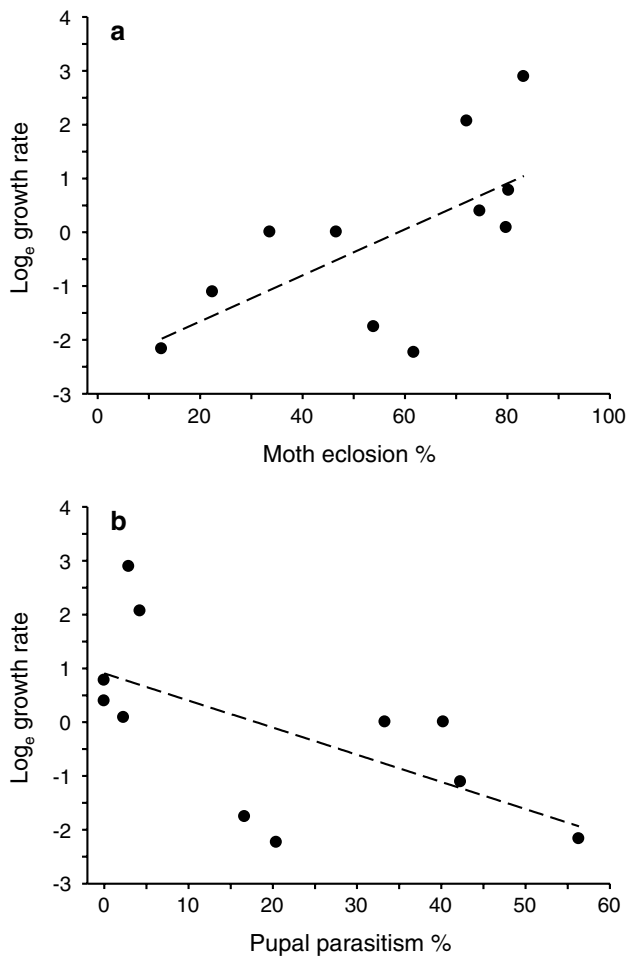 a
4
3
2
1
0
-1
-2
-3
Logₑ growth rate
0 20 40 60 80 100
Moth eclosion %
b
4
3
2
1
0
-1
-2
-3
Logₑ growth rate
0 10 20 30 40 50 60
Pupal parasitism %